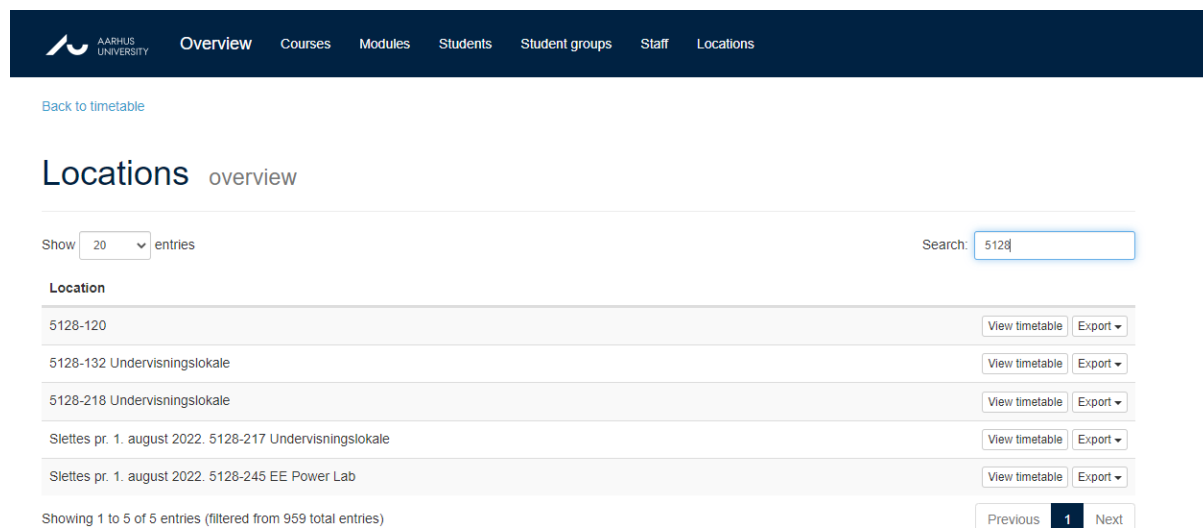 AARHUS
UNIVERSITY
Overview Courses Modules Students Student groups Staff Locations
Back to timetable
Locations overview
Show 20 entries Search: 5128
Location
5128-120 View timetable Export
5128-132 Undervisningslokale View timetable Export
5128-218 Undervisningslokale View timetable Export
Slettes pr. 1. august 2022. 5128-217 Undervisningslokale View timetable Export
Slettes pr. 1. august 2022. 5128-245 EE Power Lab View timetable Export
Showing 1 to 5 of 5 entries (filtered from 959 total entries) Previous 1 Next